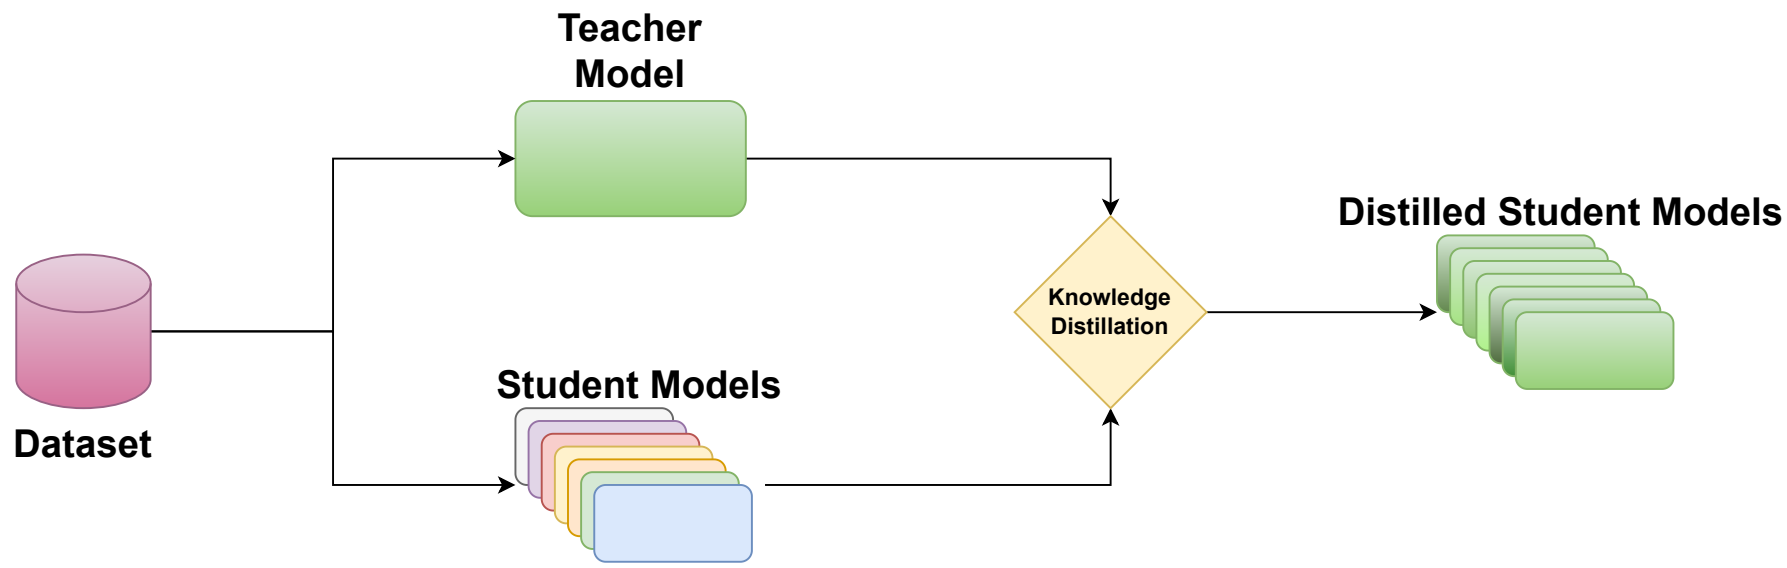 Teacher
Model
Distilled Student Models
Knowledge
Distillation
Student Models
Dataset